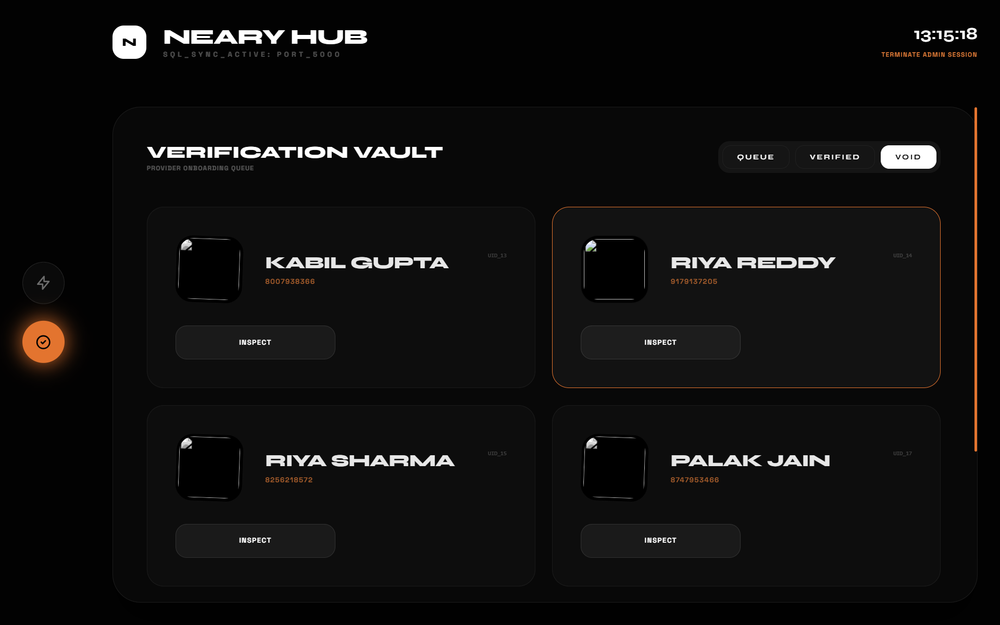 N
NEARY HUB
SQL_SYNC_ACTIVE: PORT_5000
13:15:18
TERMINATE ADMIN SESSION
VERIFICATION VAULT
PROVIDER ONBOARDING QUEUE
QUEUE
VERIFIED
VOID
KABIL GUPTA
UID_13
8007938366
INSPECT
RIYA REDDY
UID_14
9179137205
INSPECT
RIYA SHARMA
UID_15
8256218572
INSPECT
PALAK JAIN
UID_17
8747953466
INSPECT